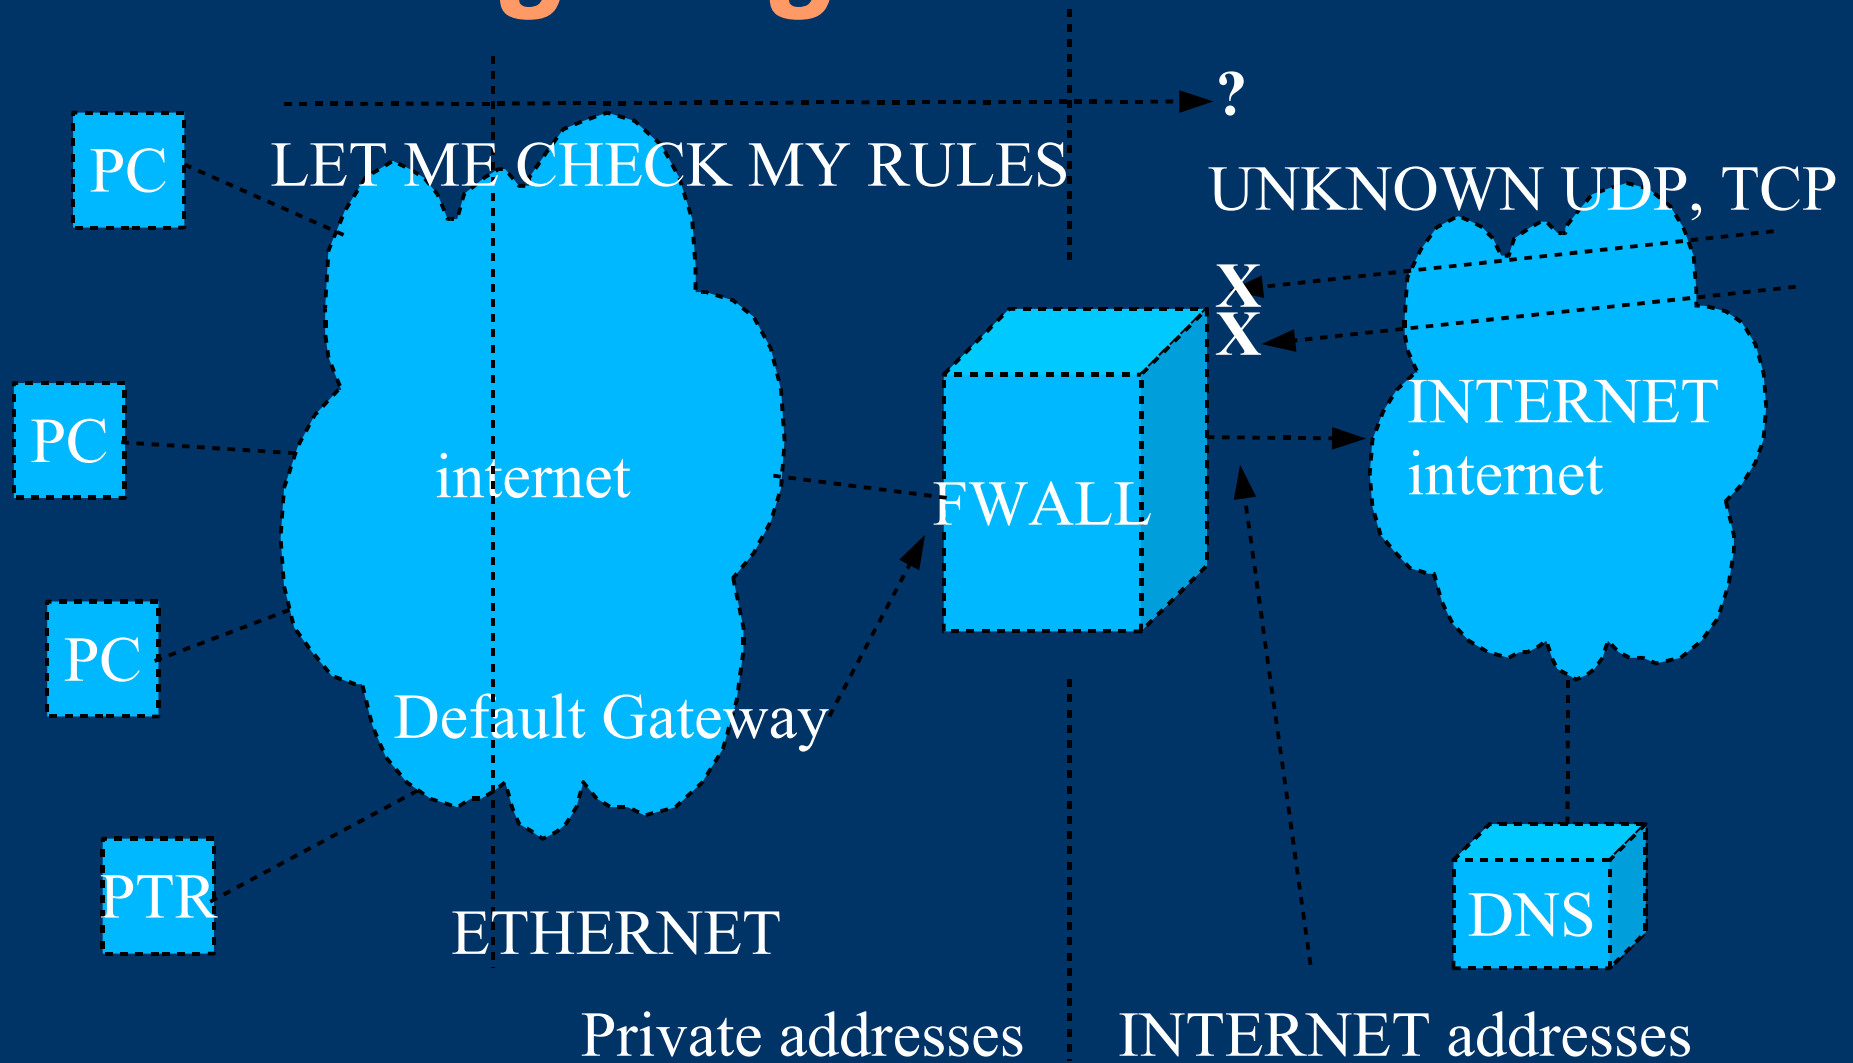 ?
LET ME CHECK MY RULES
PC
UNKNOWN UDP, TCP
X
X
INTERNET
internet
PC
internet
FWALL
PC
Default Gateway
PTR
ETHERNET
DNS
Private addresses
INTERNET addresses